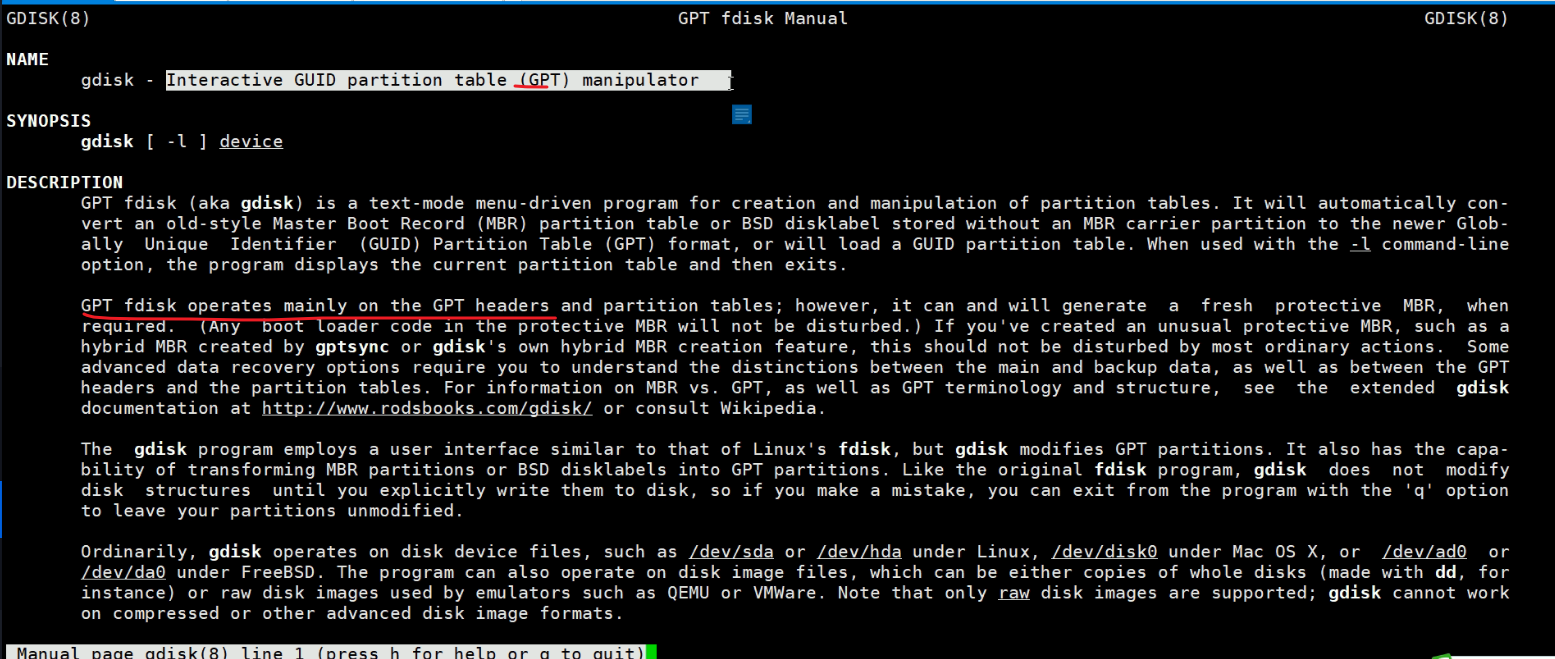 GDISK(8) GPT fdisk Manual GDISK(8)
NAME
gdisk - Interactive GUID partition table (GPT) manipulator
SYNOPSIS
gdisk [ -l ] device
DESCRIPTION
GPT fdisk (aka gdisk) is a text-mode menu-driven program for creation and manipulation of partition tables. It will automatically con-
vert an old-style Master Boot Record (MBR) partition table or BSD disklabel stored without an MBR carrier partition to the newer Glob-
ally Unique Identifier (GUID) Partition Table (GPT) format, or will load a GUID partition table. When used with the -l command-line
option, the program displays the current partition table and then exits.
GPT fdisk operates mainly on the GPT headers and partition tables; however, it can and will generate a fresh protective MBR, when
required. (Any boot loader code in the protective MBR will not be disturbed.) If you've created an unusual protective MBR, such as a
hybrid MBR created by gptsync or gdisk's own hybrid MBR creation feature, this should not be disturbed by most ordinary actions. Some
advanced data recovery options require you to understand the distinctions between the main and backup data, as well as between the GPT
headers and the partition tables. For information on MBR vs. GPT, as well as GPT terminology and structure, see the extended gdisk
documentation at http://www.rodsbooks.com/gdisk/ or consult Wikipedia.
The gdisk program employs a user interface similar to that of Linux's fdisk, but gdisk modifies GPT partitions. It also has the capa-
bility of transforming MBR partitions or BSD disklabels into GPT partitions. Like the original fdisk program, gdisk does not modify
disk structures until you explicitly write them to disk, so if you make a mistake, you can exit from the program with the 'q' option
to leave your partitions unmodified.
Ordinarily, gdisk operates on disk device files, such as /dev/sda or /dev/hda under Linux, /dev/disk0 under Mac OS X, or /dev/ad0 or
/dev/da0 under FreeBSD. The program can also operate on disk image files, which can be either copies of whole disks (made with dd, for
instance) or raw disk images used by emulators such as QEMU or VMWare. Note that only raw disk images are supported; gdisk cannot work
on compressed or other advanced disk image formats.
Manual page gdisk(8) line 1 (press h for help or q to quit)